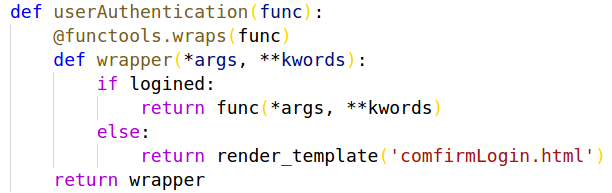 def userAuthentication(func):
    @functools.wraps(func)
    def wrapper(*args, **kwords):
        if logined:
            return func(*args, **kwords)
        else:
            return render_template('comfirmLogin.html')
    return wrapper